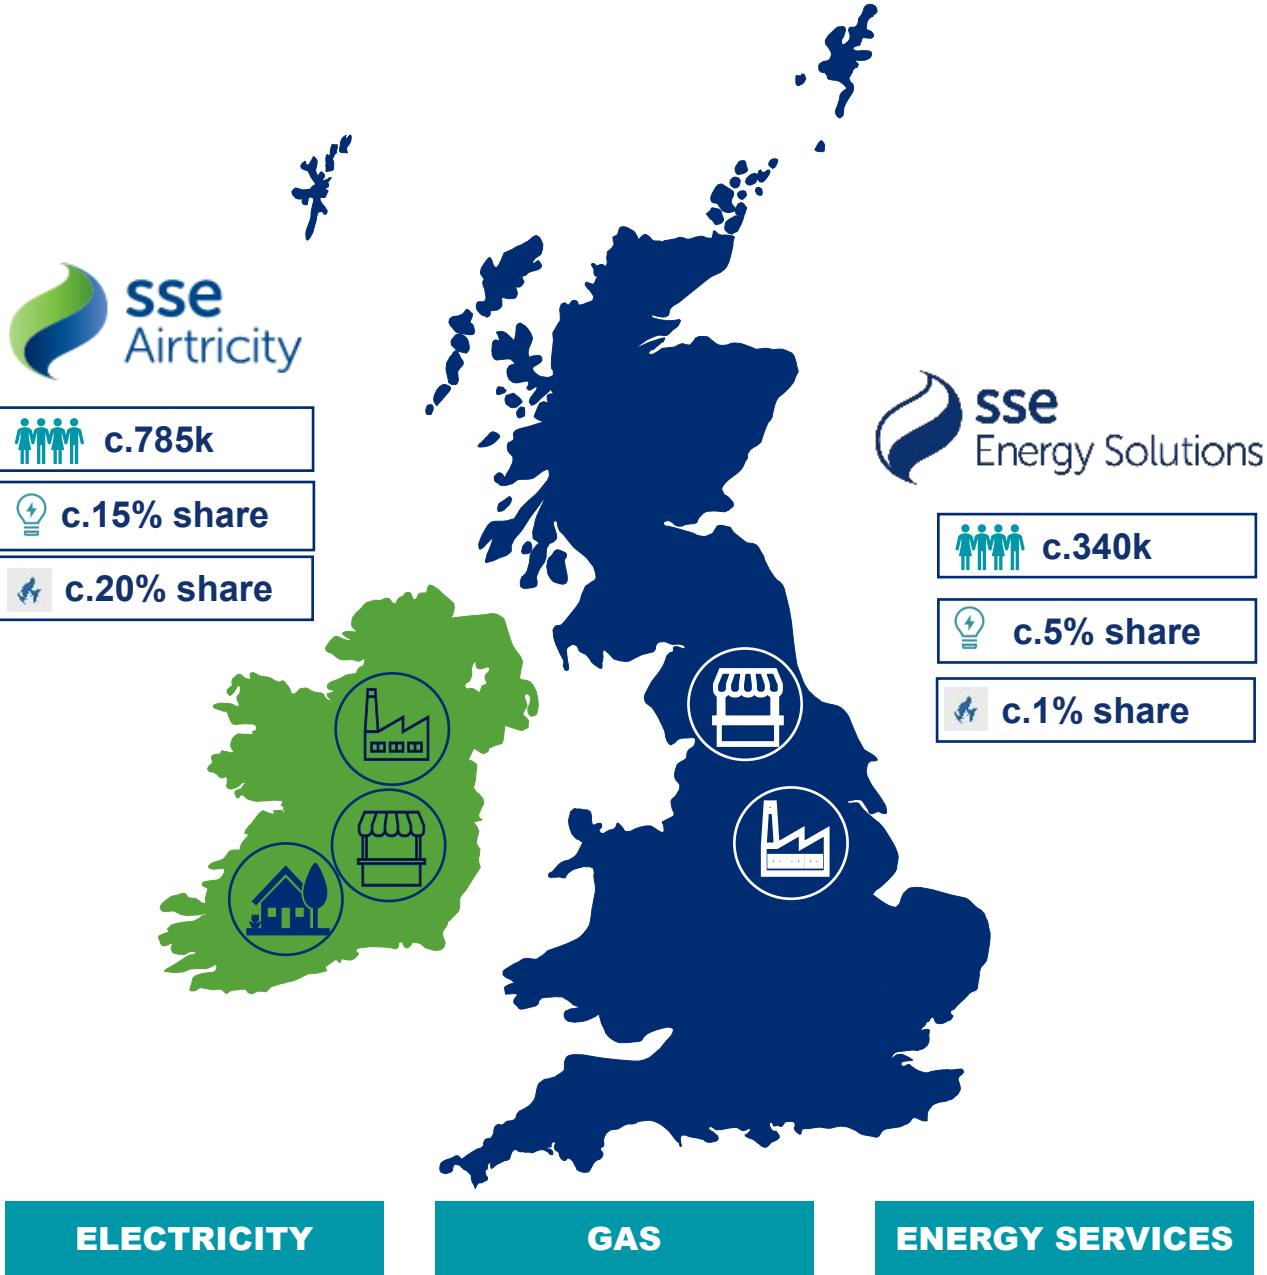 sse
Airtricity
c.785k
c.15% share
c.20% share
sse
Energy Solutions
c.340k
c.5% share
c.1% share
ELECTRICITY
GAS
ENERGY SERVICES